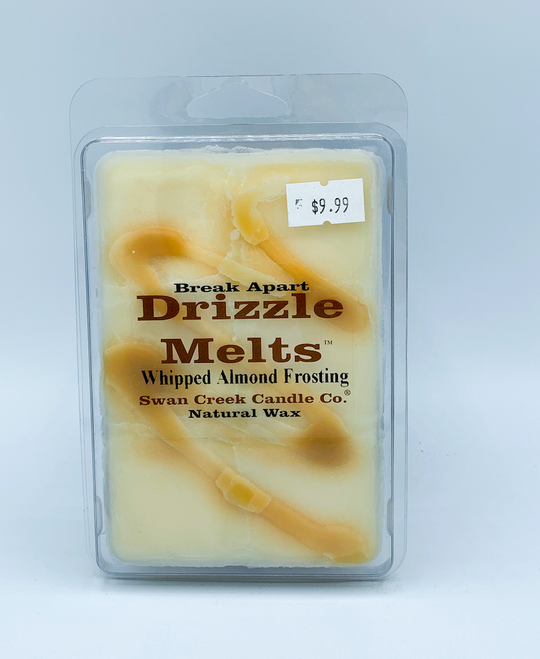 $9.99
Break Apart
Drizzle
Melts™
Whipped Almond Frosting
Swan Creek Candle Co.®
Natural Wax